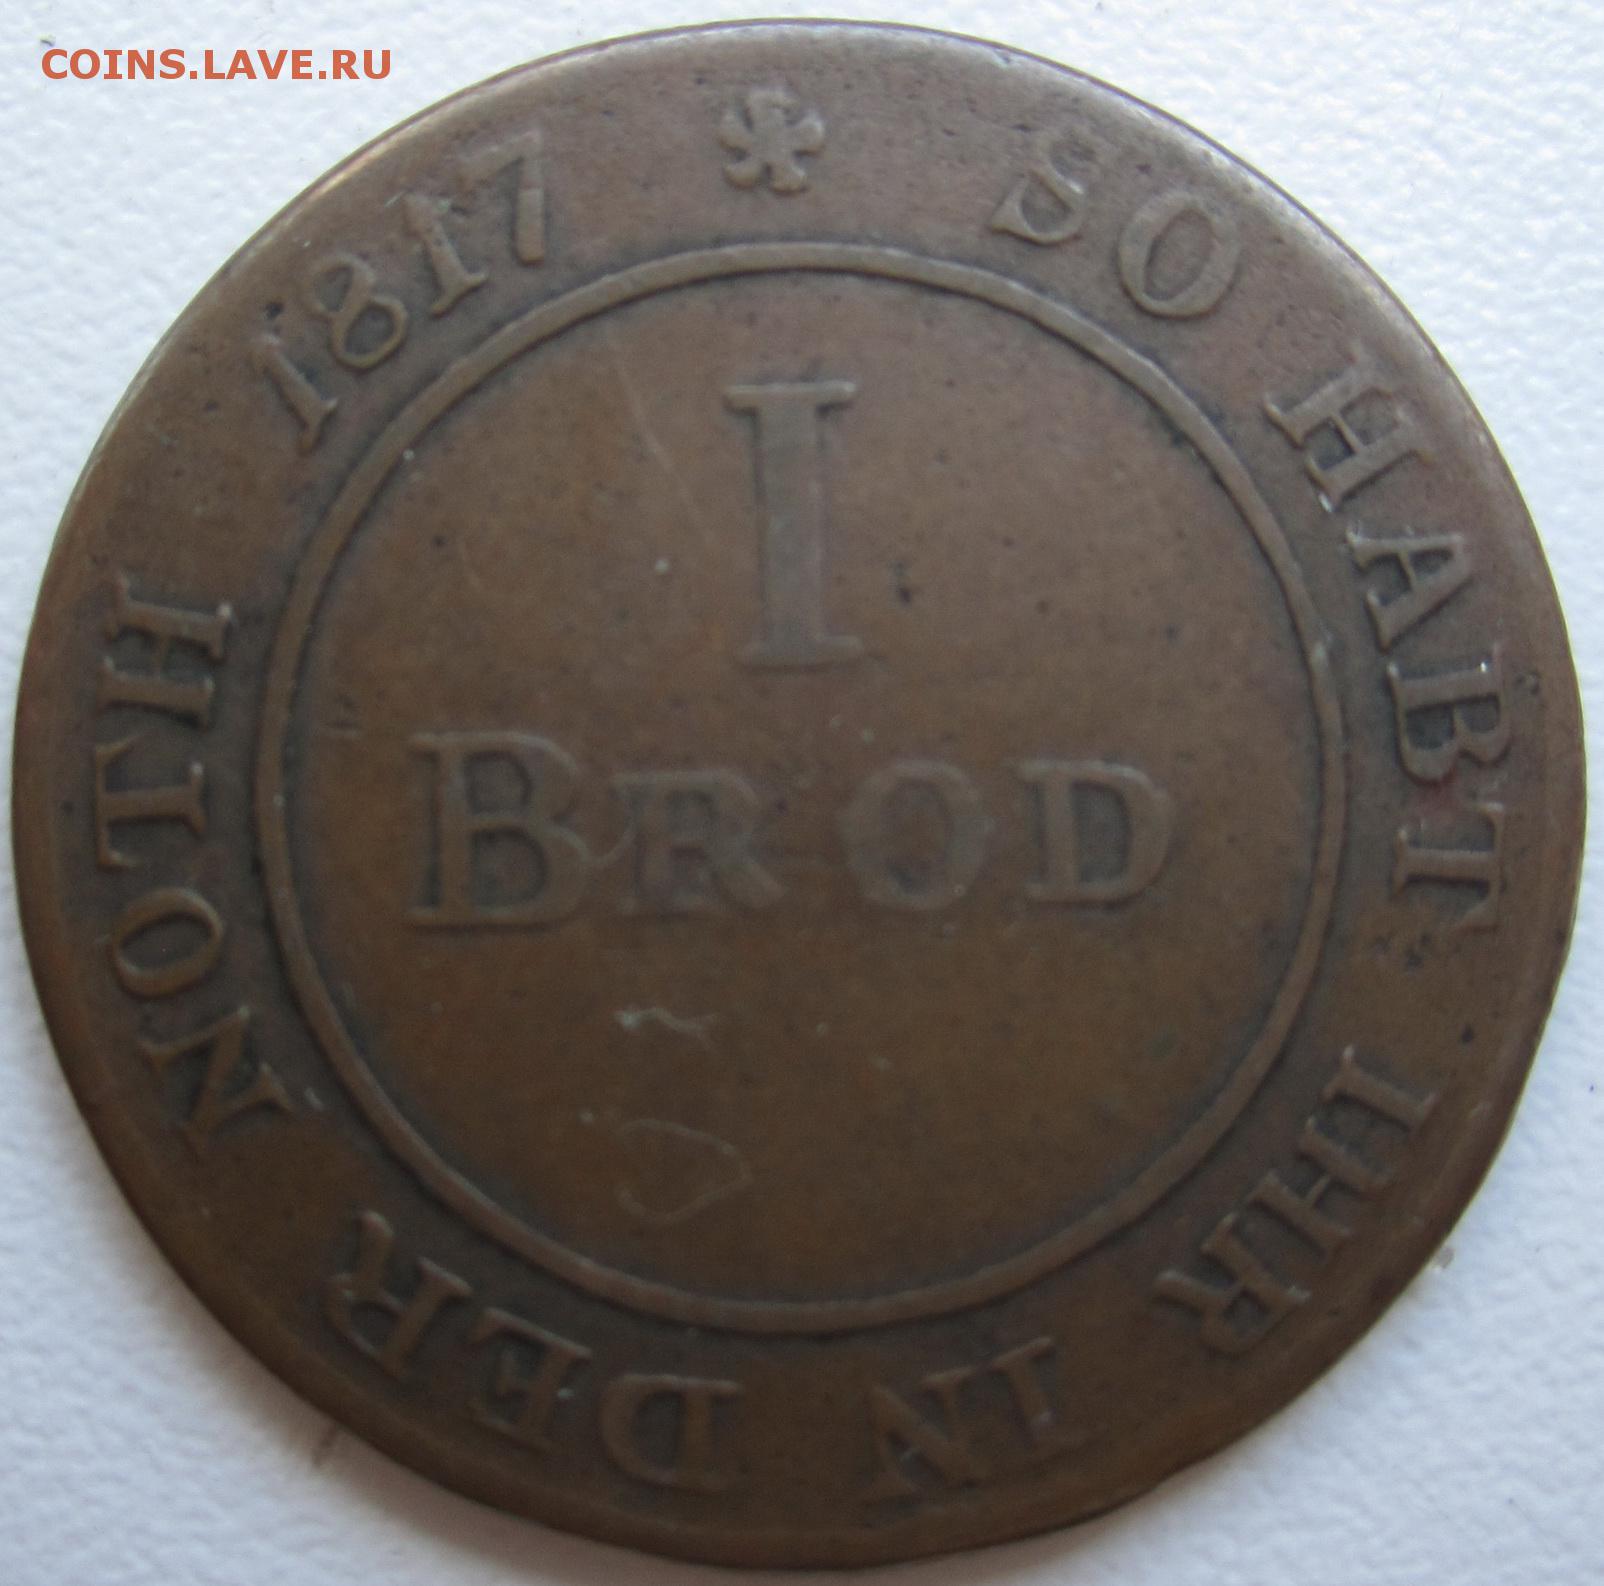 COINS.LAVE.RU
SO HABT IHR IN DER NOTH 1817
I
BROD